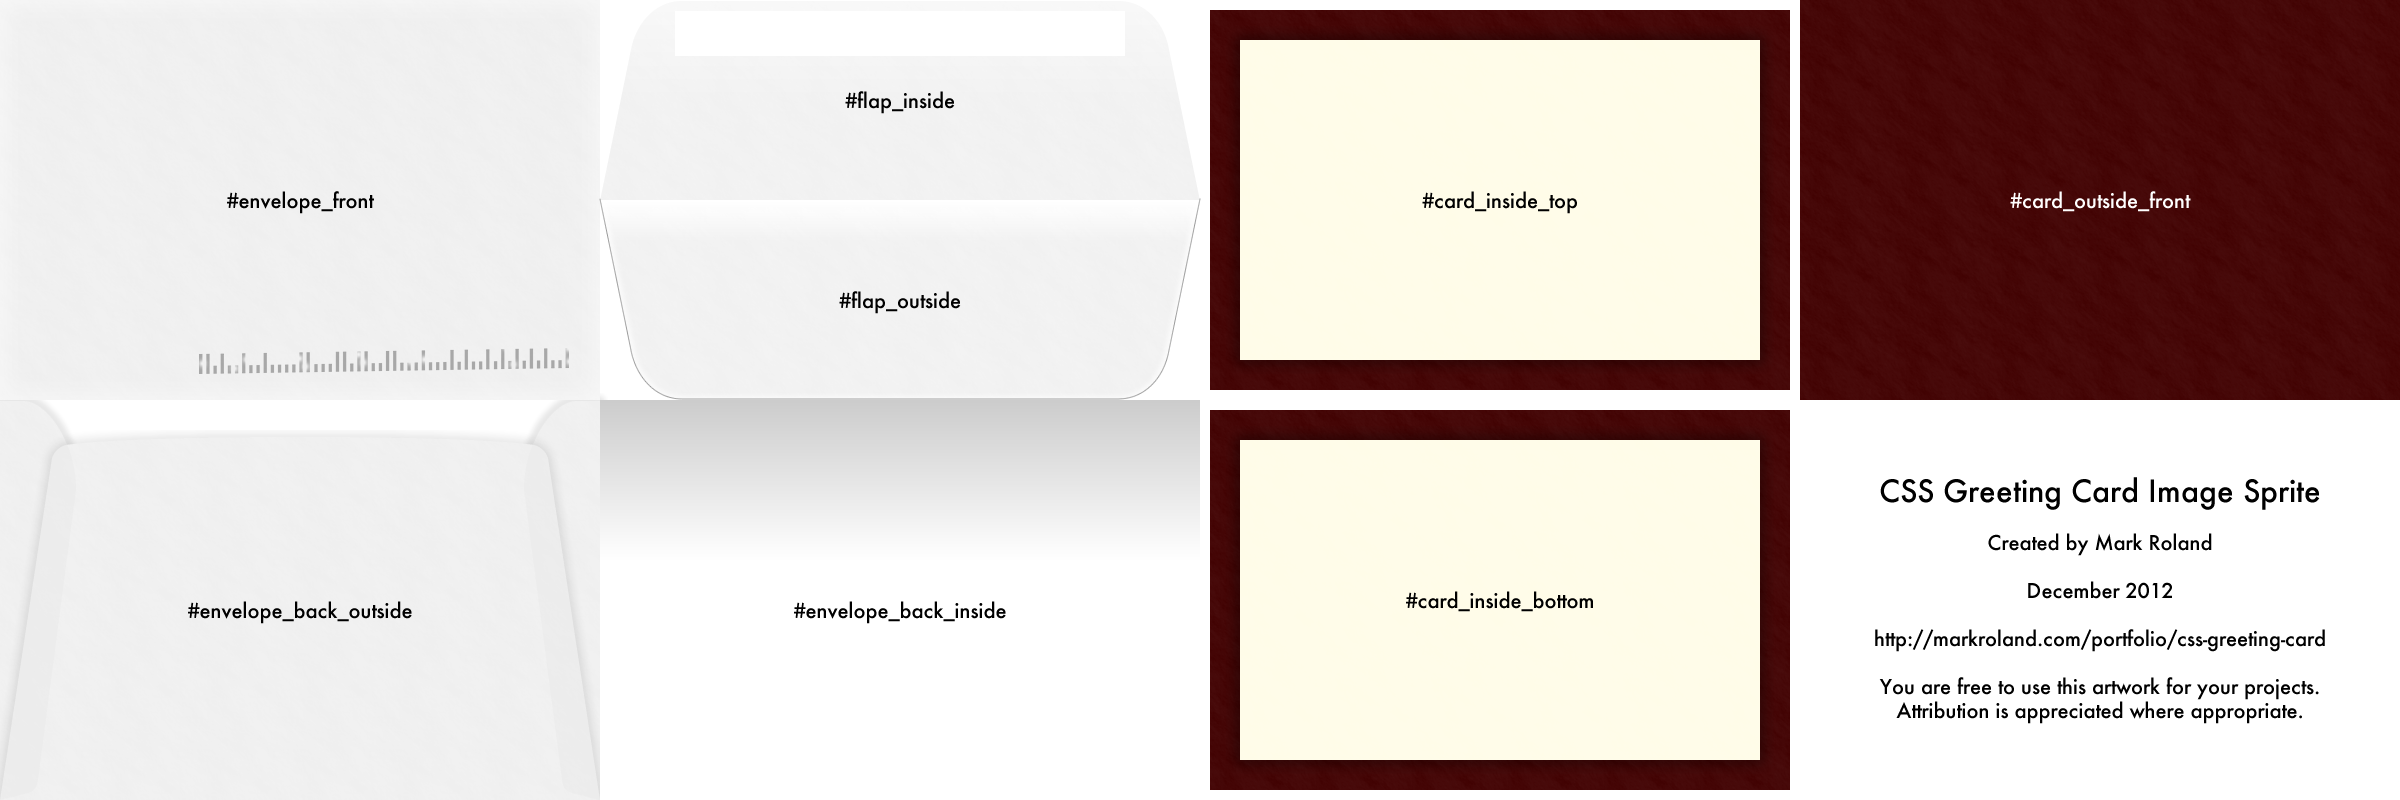 #envelope_front
#flap_inside
#flap_outside
#card_inside_top
#card_outside_front
#envelope_back_outside
#envelope_back_inside
#card_inside_bottom
CSS Greeting Card Image Sprite
Created by Mark Roland
December 2012
http://markroland.com/portfolio/css-greeting-card
You are free to use this artwork for your projects.
Attribution is appreciated where appropriate.